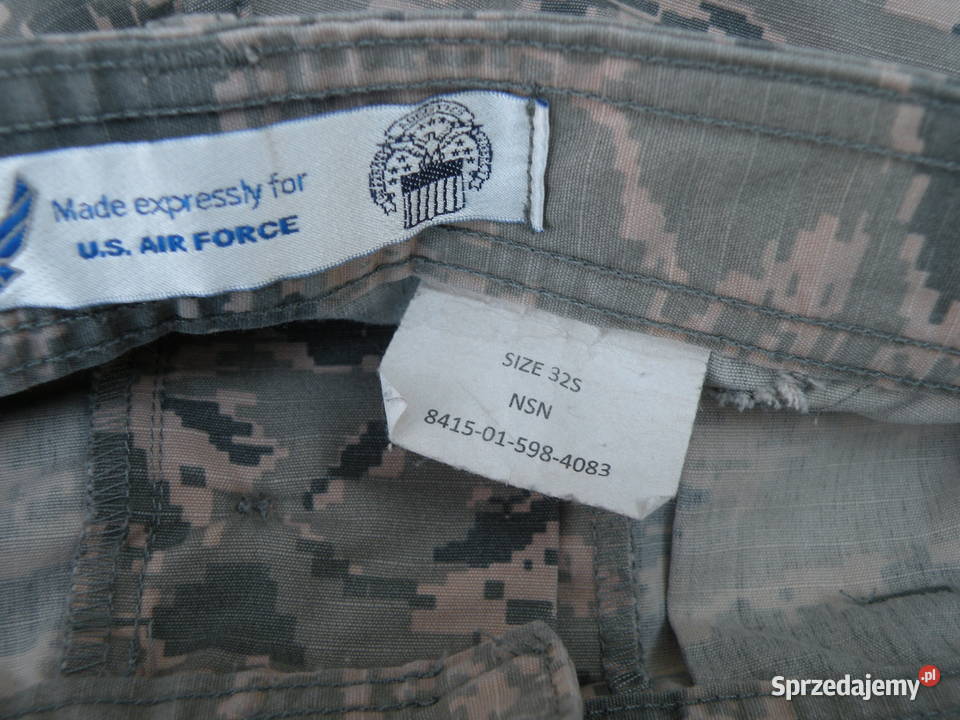 Made expressly for
U.S. AIR FORCE
SIZE 32S
NSN
8415-01-598-4083
Sprzedajemy.pl